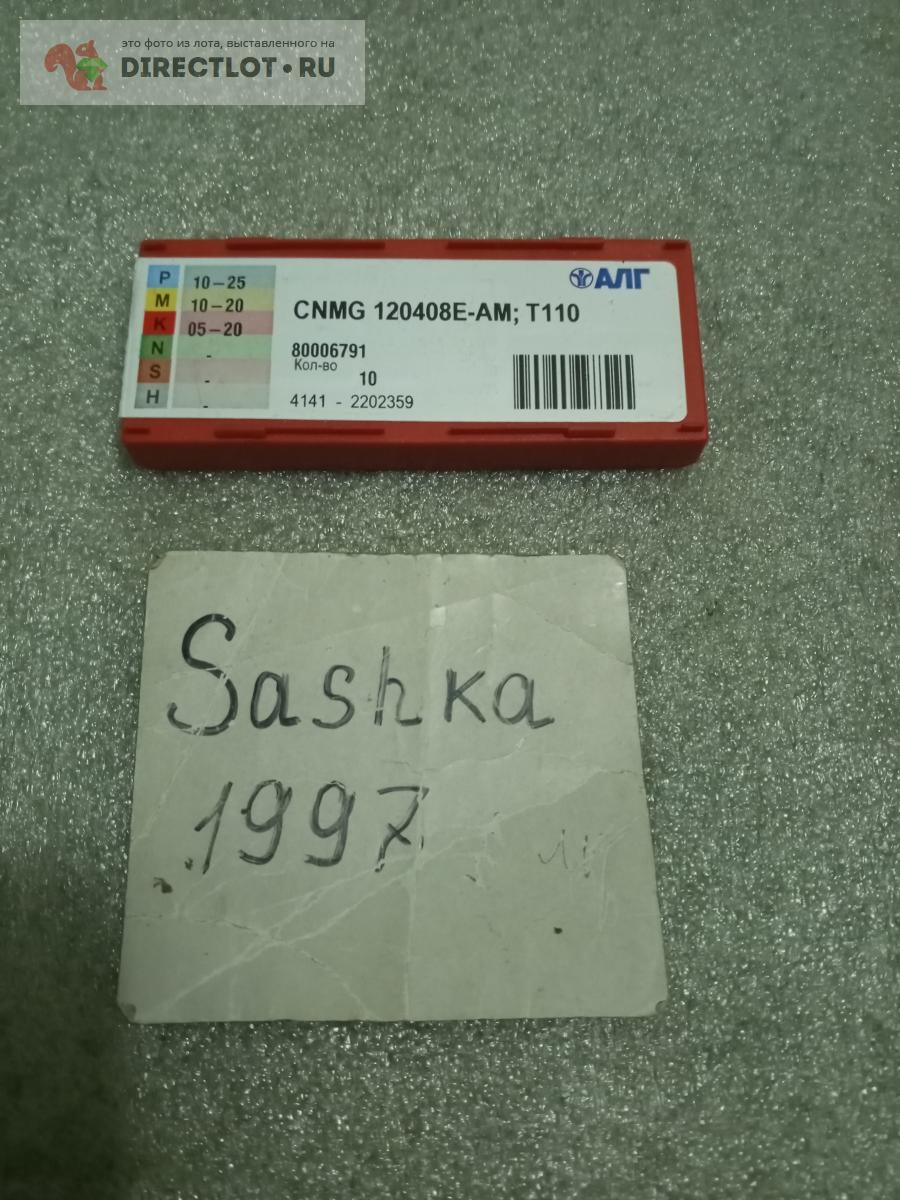 это фото из лота, выставленного на
DIRECTLOT•RU
P 10–25
M 10–20
K 05–20
N -
S -
H -
АЛГ
CNMG 120408E-AM; T110
80006791
Кол-во
10
4141 - 2202359
Sashka
1997